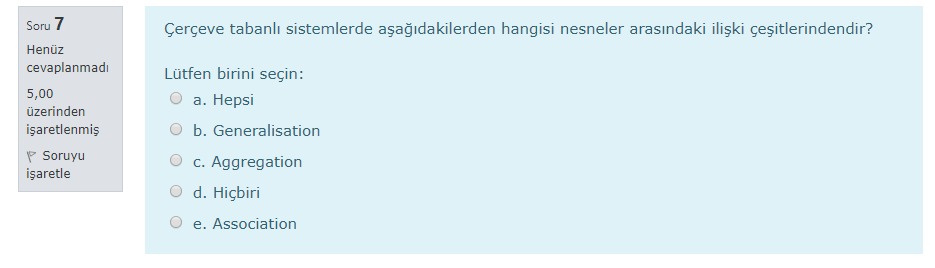 Soru 7
Henüz
cevaplanmadı
5,00
üzerinden
işaretlenmiş
Soruyu
işaretle
Çerçeve tabanlı sistemlerde aşağıdakilerden hangisi nesneler arasındaki ilişki çeşitlerindendir?
Lütfen birini seçin:
a. Hepsi
b. Generalisation
c. Aggregation
d. Hiçbiri
e. Association